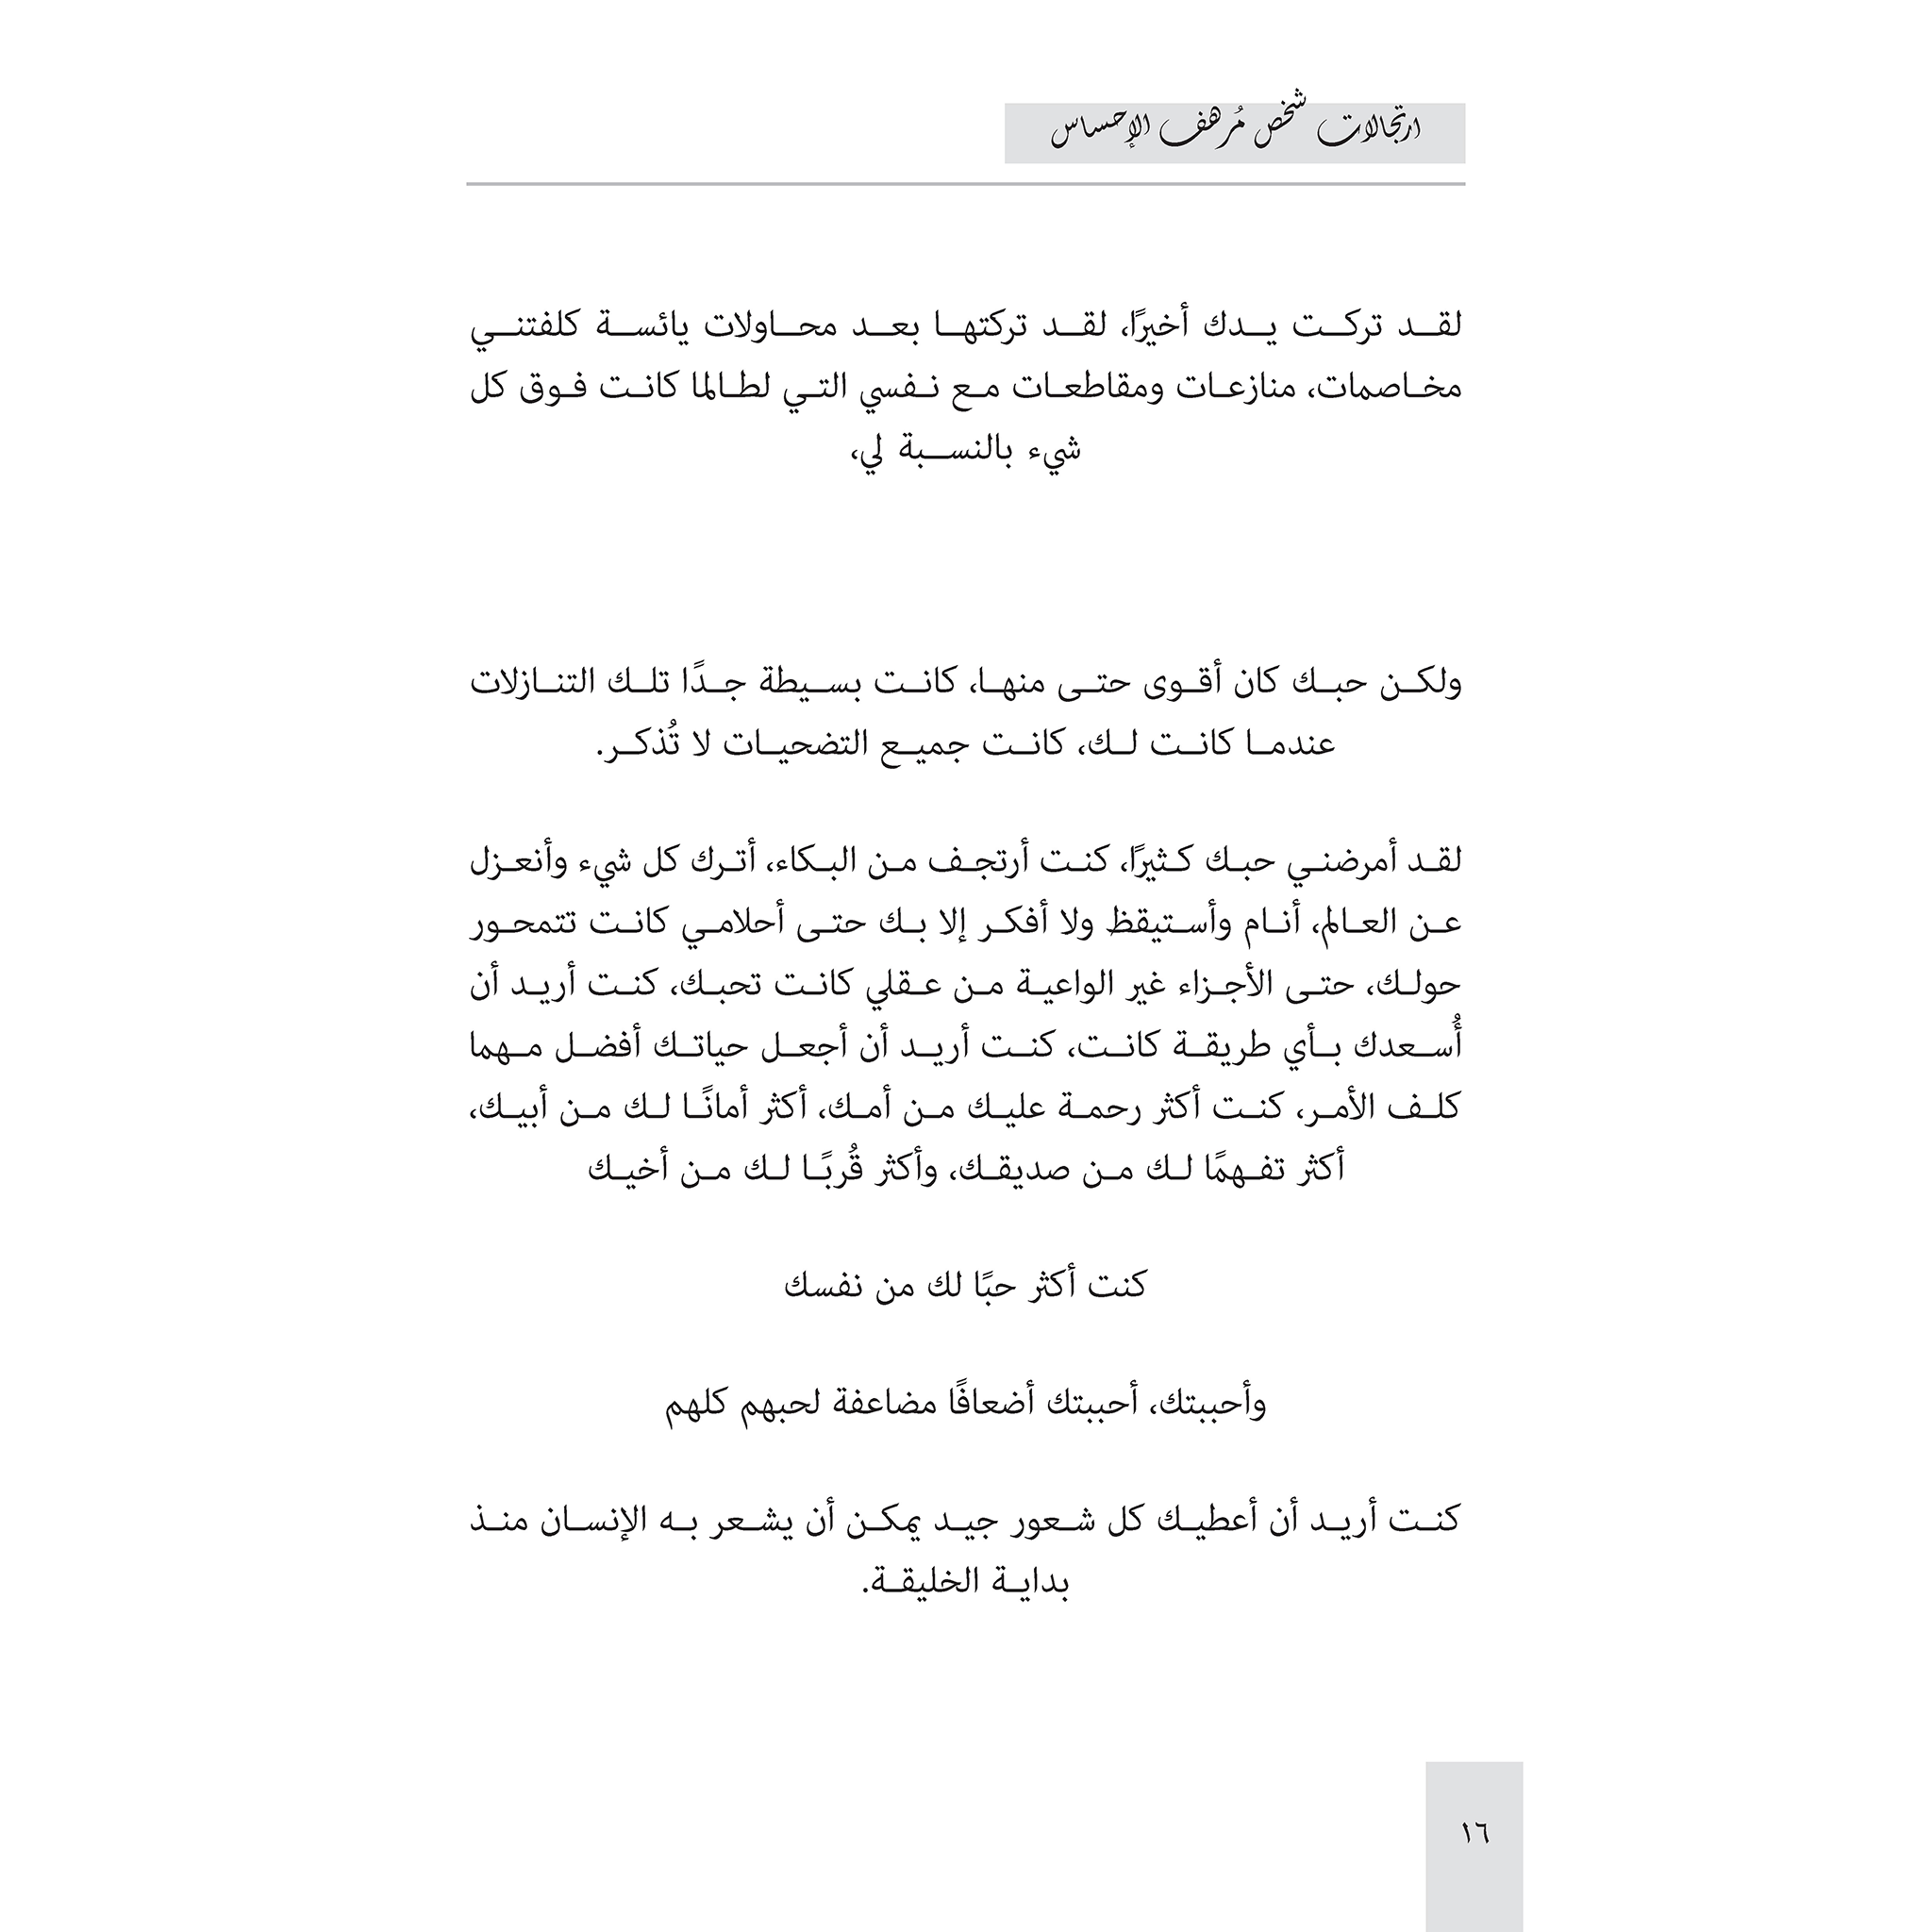 ارتجالات شخص مُرهف الإحساس
لقد تركت يدك أخيرًا، لقد تركتها بعد محاولات يائسة كلفتني
مخاصمات، منازعات ومقاطعات مع نفسي التي لطالما كانت فوق كل
شيء بالنسبة لي،
ولكن حبك كان أقوى حتى منها، كانت بسيطة جدًا تلك التنازلات
عندما كانت لك، كانت جميع التضحيات لا تُذكر.
لقد أمرضني حبك كثيرًا، كنت أرتجف من البكاء، أترك كل شيء وأنعزل
عن العالم، أنام وأستيقظ ولا أفكر إلا بك حتى أحلامي كانت تتمحور
حولك، حتى الأجزاء غير الواعية من عقلي كانت تحبك، كنت أريد أن
أُسعدك بأي طريقة كانت، كنت أريد أن أجعل حياتك أفضل مهما
كلف الأمر، كنت أكثر رحمة عليك من أمك، أكثر أمانًا لك من أبيك،
أكثر تفهمًا لك من صديقك، وأكثر قُربًا لك من أخيك
كنت أكثر حبًا لك من نفسك
وأحببتك، أحببتك أضعافًا مضاعفة لحبهم كلهم
كنت أريد أن أعطيك كل شعور جيد يمكن أن يشعر به الإنسان منذ
بداية الخليقة.
١٦